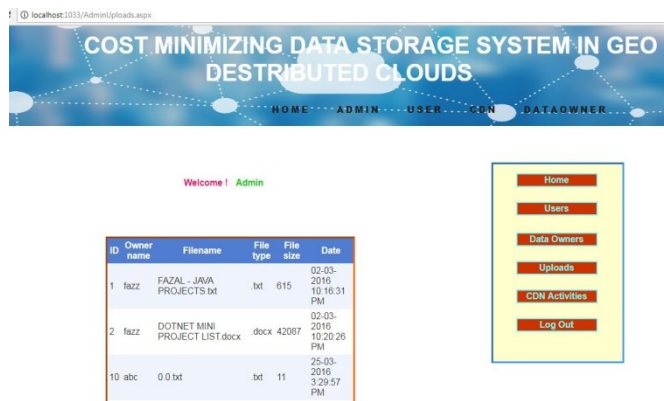 localhost:1033/AdminUploads.aspx
COST MINIMIZING DATA STORAGE SYSTEM IN GEO
DESTRIBUTED CLOUDS
HOME ADMIN USER CDN DATAOWNER
Welcome ! Admin
ID Owner name Filename File type File size Date
1 fazz FAZAL - JAVA PROJECTS.txt .txt 615 02-03-2016 10:16:31 PM
2 fazz DOTNET MINI PROJECT LIST.docx .docx 42087 02-03-2016 10:20:26 PM
10 abc 0.0.txt .txt 11 25-03-2016 3:29:57 PM
Home
Users
Data Owners
Uploads
CDN Activities
Log Out